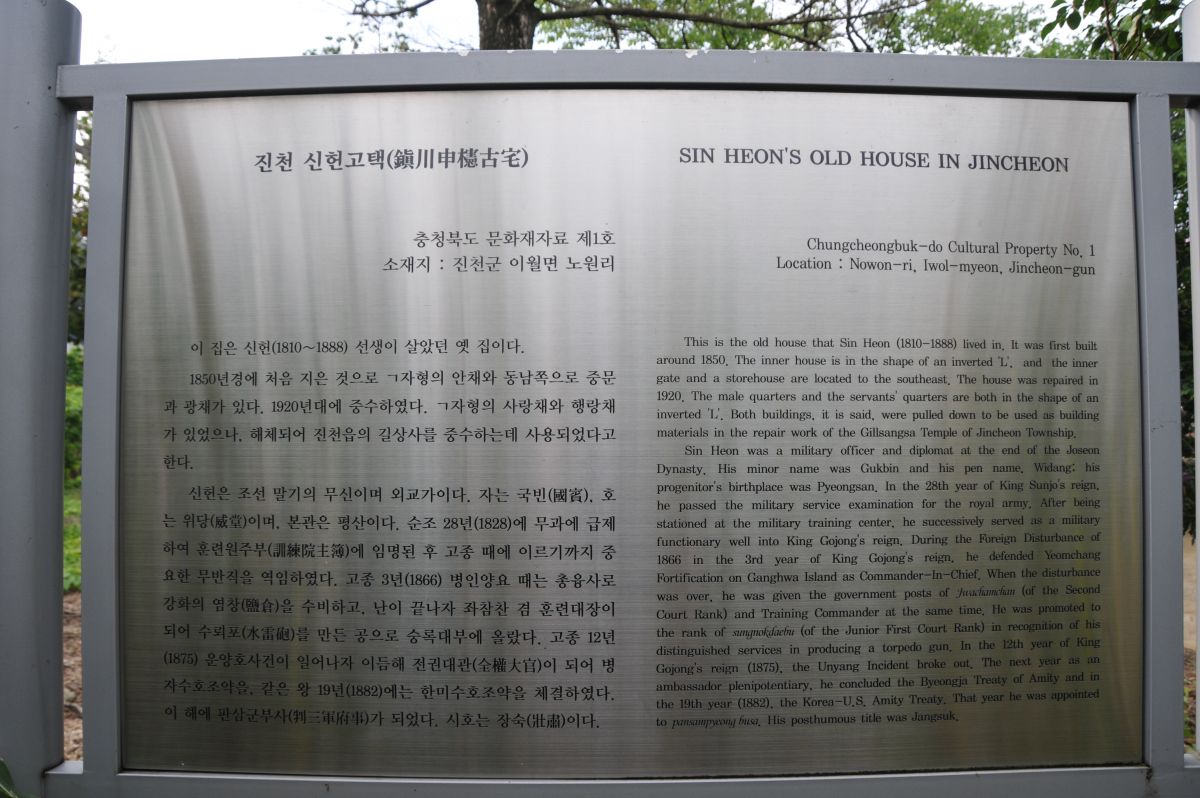 진천 신헌고택(鎭川申櫶古宅)
충청북도 문화재자료 제1호
소재지 : 진천군 이월면 노원리
이 집은 신헌(1810～1888) 선생이 살았던 옛 집이다.
1850년경에 처음 지은 것으로 ㄱ자형의 안채와 동남쪽으로 중문
과 광채가 있다. 1920년대에 중수하였다. ㄱ자형의 사랑채와 행랑채
가 있었으나, 해체되어 진천읍의 길상사를 중수하는데 사용되었다고
한다.
신헌은 조선 말기의 무신이며 외교가이다. 자는 국빈(國賓), 호
는 위당(威堂)이며, 본관은 평산이다. 순조 28년(1828)에 무과에 급제
하여 훈련원주부(訓練院主簿)에 임명된 후 고종 때에 이르기까지 중
요한 무반직을 역임하였다. 고종 3년(1866) 병인양요 때는 총융사로
강화의 염창(鹽倉)을 수비하고, 난이 끝나자 좌참찬 겸 훈련대장이
되어 수뢰포(水雷砲)를 만든 공으로 숭록대부에 올랐다. 고종 12년
(1875) 운양호사건이 일어나자 이듬해 전권대관(全權大官)이 되어 병
자수호조약을, 같은 왕 19년(1882)에는 한미수호조약을 체결하였다.
이 해에 판삼군부사(判三軍府事)가 되었다. 시호는 장숙(壯肅)이다.
SIN HEON'S OLD HOUSE IN JINCHEON
Chungcheongbuk-do Cultural Property No. 1
Location : Nowon-ri, Iwol-myeon, Jincheon-gun
This is the old house that Sin Heon (1810-1888) lived in. It was first built
around 1850. The inner house is in the shape of an inverted 'L', and the inner
gate and a storehouse are located to the southeast. The house was repaired in
1920. The male quarters and the servants' quarters are both in the shape of an
inverted 'L'. Both buildings, it is said, were pulled down to be used as building
materials in the repair work of the Gillsangsa Temple of Jincheon Township.
Sin Heon was a military officer and diplomat at the end of the Joseon
Dynasty. His minor name was Gukbin and his pen name, Widang; his
progenitor's birthplace was Pyeongsan. In the 28th year of King Sunjo's reign,
he passed the military service examination for the royal army. After being
stationed at the military training center, he successively served as a military
functionary well into King Gojong's reign. During the Foreign Disturbance of
1866 in the 3rd year of King Gojong's reign, he defended Yeomchang
Fortification on Ganghwa Island as Commander-In-Chief. When the disturbance
was over, he was given the government posts of Jwachamchan (of the Second
Court Rank) and Training Commander at the same time. He was promoted to
the rank of sungnokdaebu (of the Junior First Court Rank) in recognition of his
distinguished services in producing a torpedo gun. In the 12th year of King
Gojong's reign (1875), the Unyang Incident broke out. The next year as an
ambassador plenipotentiary, he concluded the Byeongja Treaty of Amity and in
the 19th year (1882), the Korea-U.S. Amity Treaty. That year he was appointed
to pansampyeong busa. His posthumous title was Jangsuk.